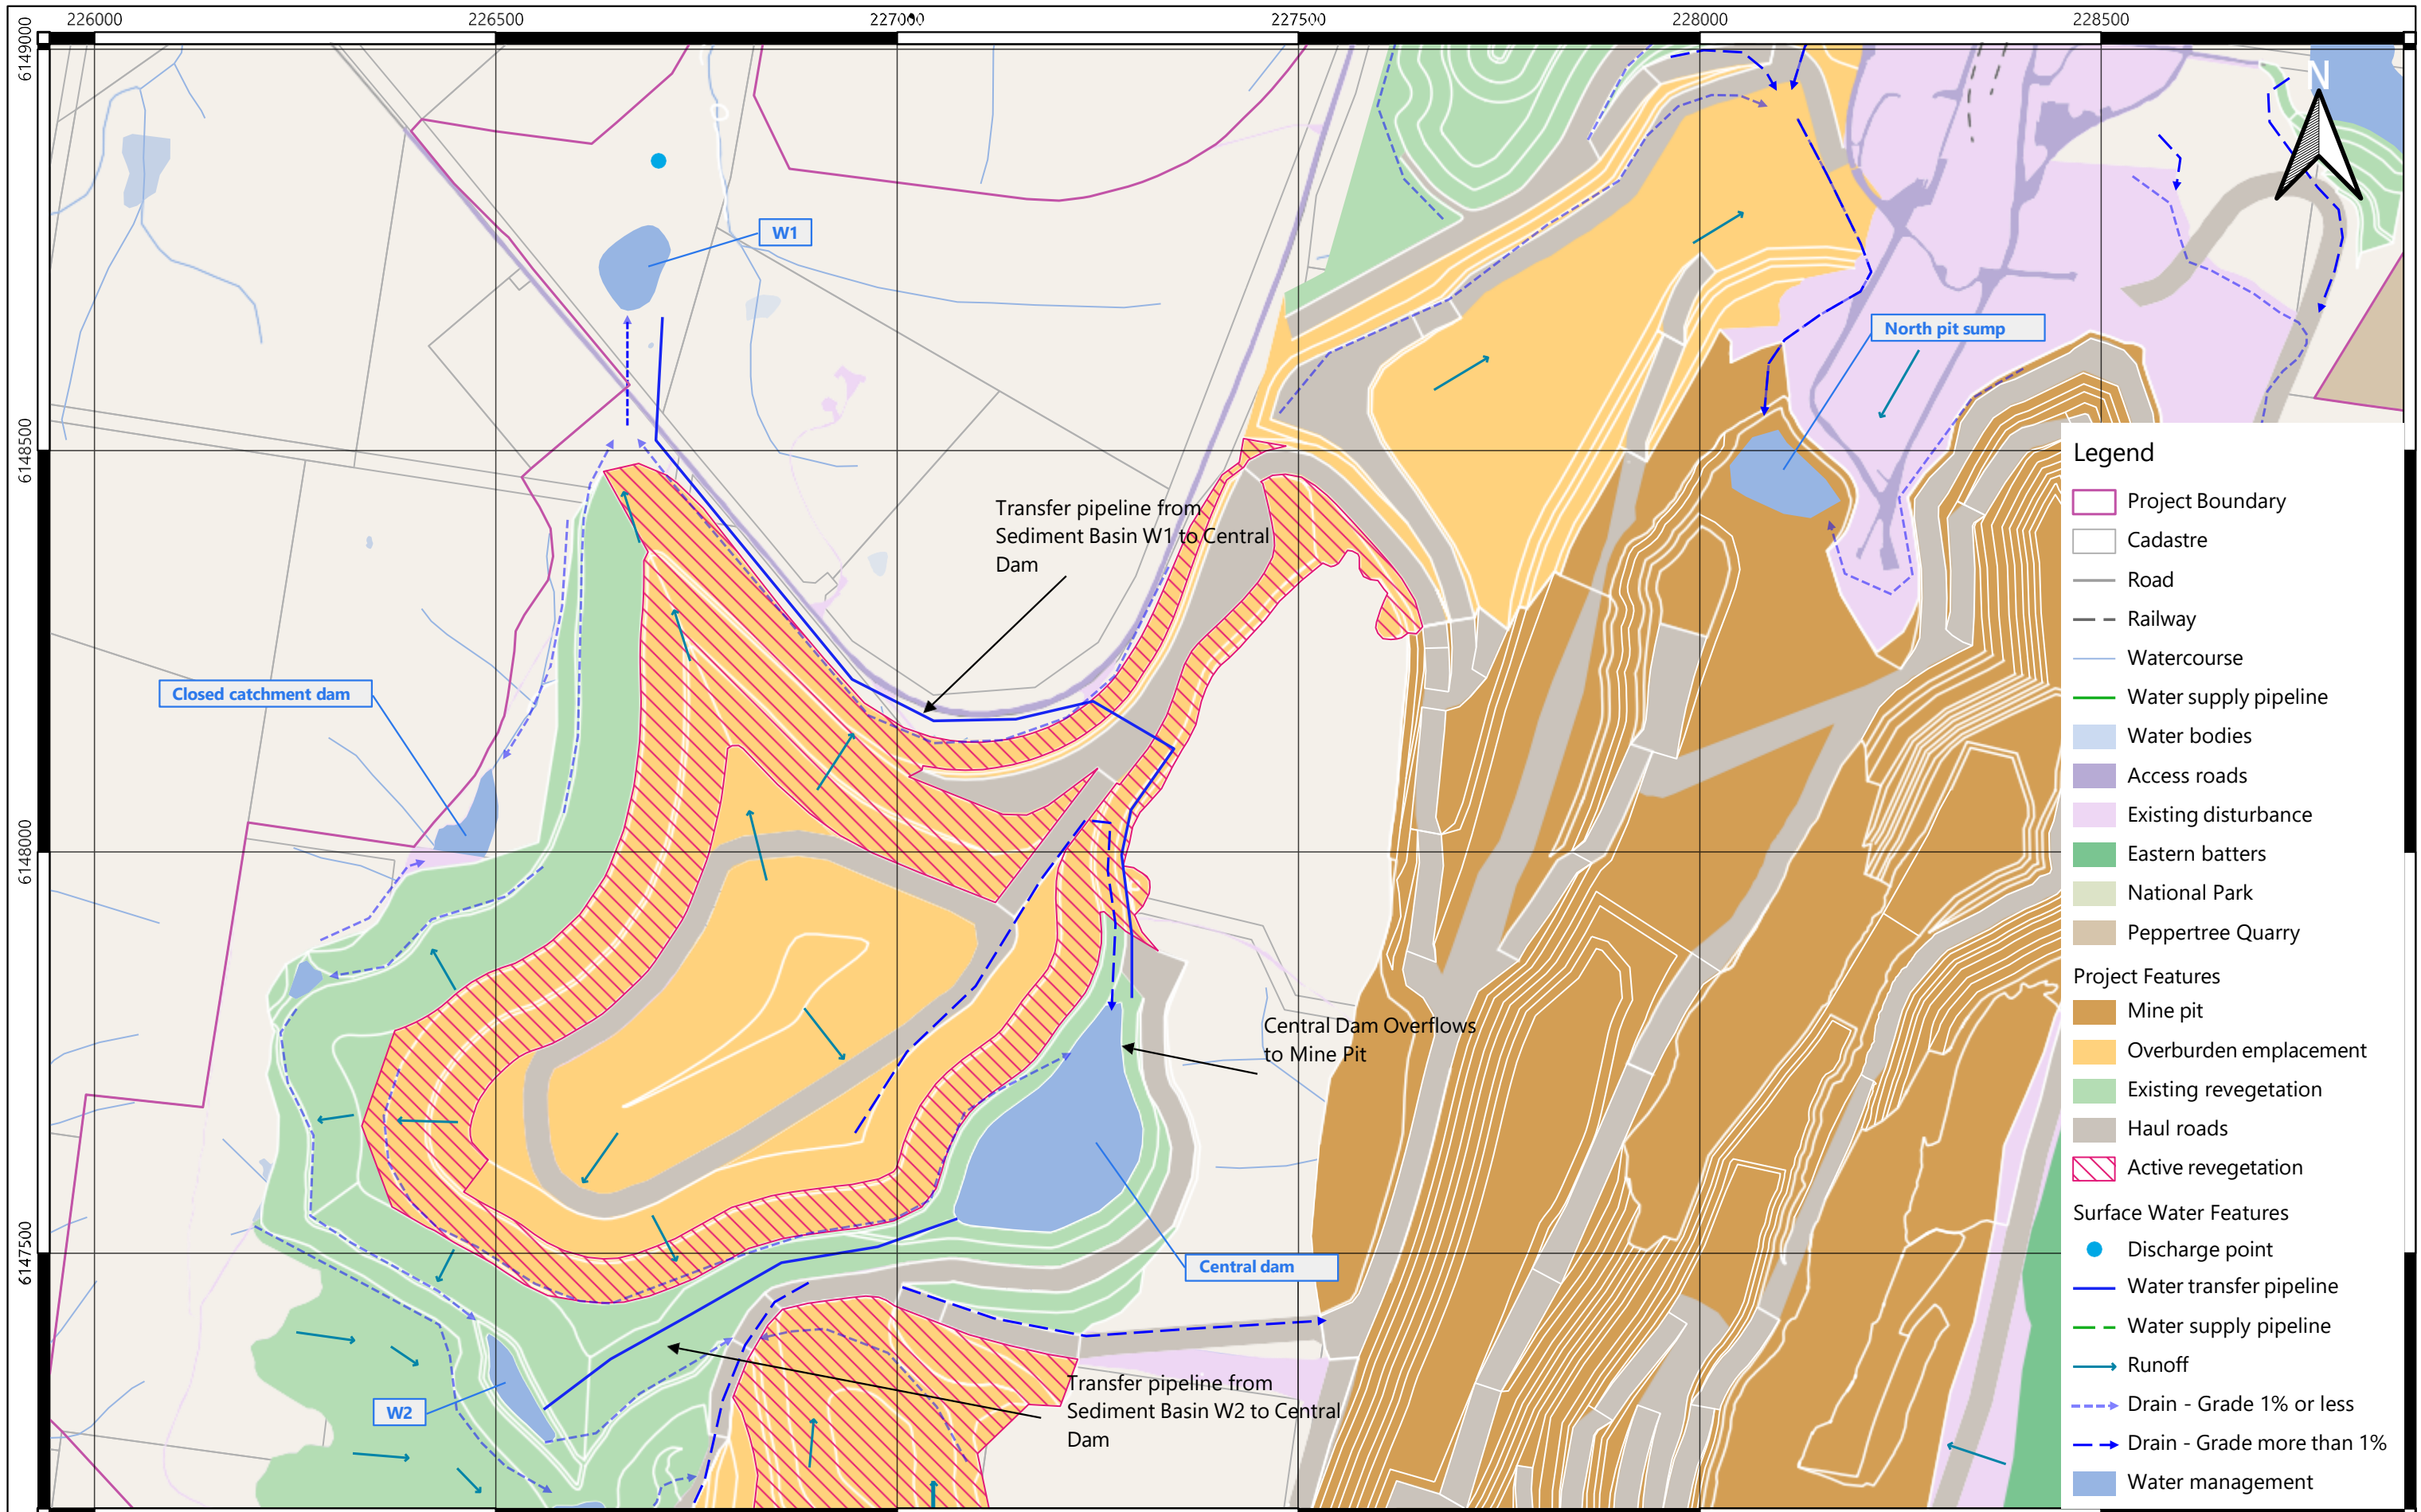 226000
226500
227000
227500
228000
228500
6149000
6148500
6148000
6147500
N
W1
North pit sump
Transfer pipeline from
Sediment Basin W1 to Central
Dam
Closed catchment dam
Central Dam Overflows
to Mine Pit
Central dam
W2
Transfer pipeline from
Sediment Basin W2 to Central
Dam
Legend
Project Boundary
Cadastre
Road
Railway
Watercourse
Water supply pipeline
Water bodies
Access roads
Existing disturbance
Eastern batters
National Park
Peppertree Quarry
Project Features
Mine pit
Overburden emplacement
Existing revegetation
Haul roads
Active revegetation
Surface Water Features
Discharge point
Water transfer pipeline
Water supply pipeline
Runoff
Drain - Grade 1% or less
Drain - Grade more than 1%
Water management